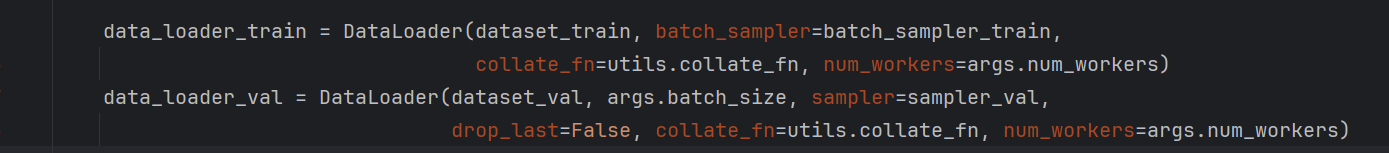 data_loader_train = DataLoader(dataset_train, batch_sampler=batch_sampler_train,
collate_fn=utils.collate_fn, num_workers=args.num_workers)
data_loader_val = DataLoader(dataset_val, args.batch_size, sampler=sampler_val,
drop_last=False, collate_fn=utils.collate_fn, num_workers=args.num_workers)